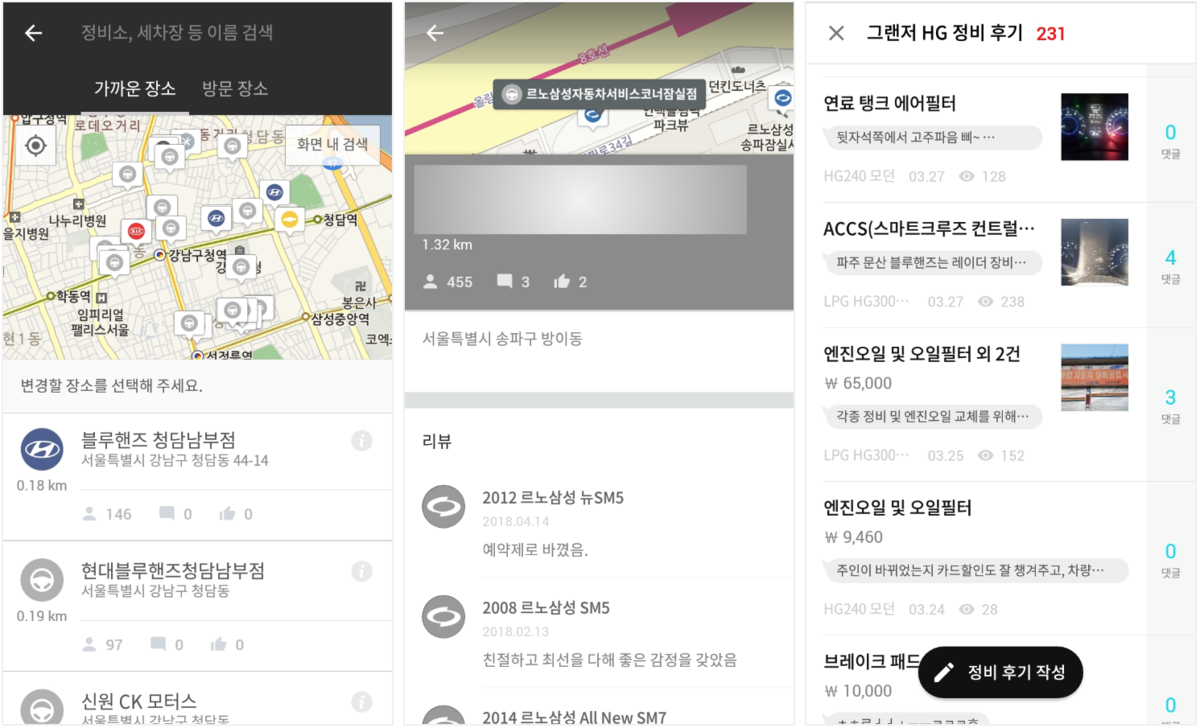 정비소, 세차장 등 이름 검색
가까운 장소
방문 장소
압구정역
로데오거리
화면 내 검색
나누리병원
을지병원
청담역
강남구청역
학동역
임피리얼
팰리스서울
봉은사
삼성중앙역
현1동
선정릉역
변경할 장소를 선택해 주세요.
블루핸즈 청담남부점
서울특별시 강남구 청담동 44-14
0.18 km
146
0
0
현대블루핸즈청담남부점
서울특별시 강남구 청담동
0.19 km
97
0
0
신원 CK 모터스
서울특별시 강남구 청담동
8호선
르노삼성자동차서비스코너잠실점
던킨도너츠
파크뷰
르노삼성
송파잠실시
1.32 km
455
3
2
서울특별시 송파구 방이동
리뷰
2012 르노삼성 뉴SM5
2018.04.14
예약제로 바꼈음.
2008 르노삼성 SM5
2018.02.13
친절하고 최선을 다해 좋은 감정을 갖았음
2014 르노삼성 All New SM7
그랜저 HG 정비 후기 231
연료 탱크 에어필터
뒷자석쪽에서 고주파음 삐~ ···
HG240 모던 03.27 128
0
댓글
ACCS(스마트크루즈 컨트럴···
파주 문산 블루핸즈는 레이더 장비···
LPG HG300··· 03.27 238
4
댓글
엔진오일 및 오일필터 외 2건
₩ 65,000
각종 정비 및 엔진오일 교체를 위해···
LPG HG300··· 03.25 152
3
댓글
엔진오일 및 오일필터
₩ 9,460
주인이 바뀌었는지 카드할인도 잘 챙겨주고, 차량···
HG240 모던 03.24 28
0
댓글
브레이크 패드
₩ 10,000
정비 후기 작성
0